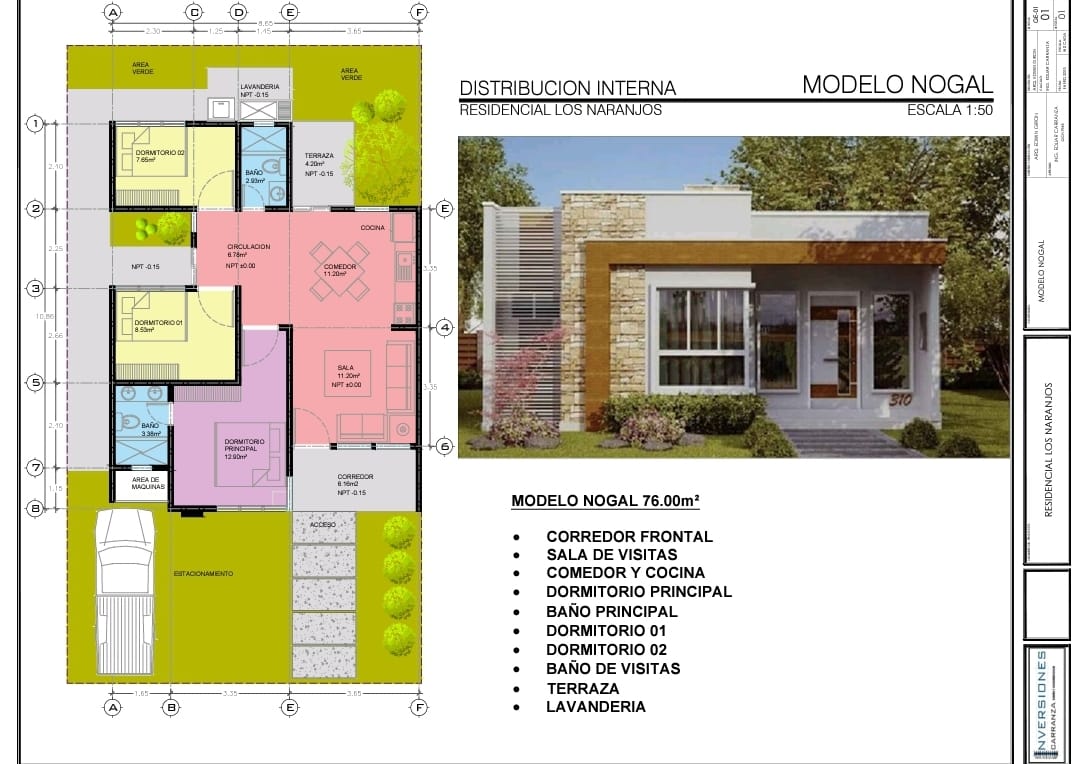 A
C
D
E
F
8.65
2.30
1.25
1.45
3.65
AREA
VERDE
AREA
VERDE
LAVANDERIA
NPT -0.15
1
2.10
DORMITORIO 02
7.65m²
BAÑO
2.93m²
TERRAZA
4.20m²
NPT -0.15
2
E
COCINA
2.25
NPT -0.15
CIRCULACION
6.78m²
NPT ±0.00
COMEDOR
11.20m²
3.35
3
10.86
DORMITORIO 01
8.53m²
4
2.66
SALA
11.20m²
NPT ±0.00
3.35
5
BAÑO
3.38m²
2.10
DORMITORIO
PRINCIPAL
12.90m²
6
7
AREA DE
MAQUINAS
CORREDOR
6.16m2
NPT -0.15
1.15
8
ACCESO
ESTACIONAMIENTO
1.65
3.35
3.65
A
B
E
F
DISTRIBUCION INTERNA
MODELO NOGAL
RESIDENCIAL LOS NARANJOS
ESCALA 1:50
310
MODELO NOGAL 76.00m²
• CORREDOR FRONTAL
• SALA DE VISITAS
• COMEDOR Y COCINA
• DORMITORIO PRINCIPAL
• BAÑO PRINCIPAL
• DORMITORIO 01
• DORMITORIO 02
• BAÑO DE VISITAS
• TERRAZA
• LAVANDERIA
01
01
MODELO NOGAL
RESIDENCIAL LOS NARANJOS
INVERSIONES
CARRANZA